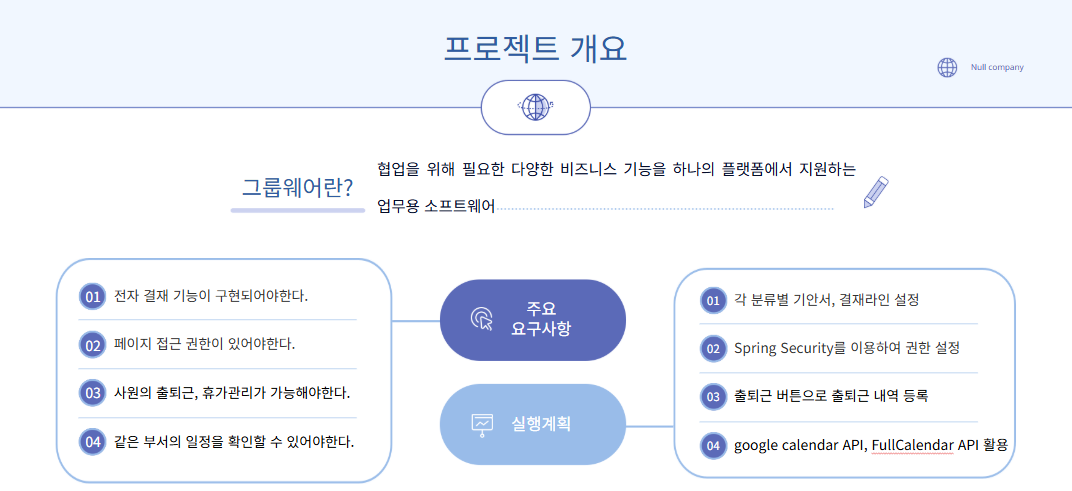 프로젝트 개요
Null company
그룹웨어란?
협업을 위해 필요한 다양한 비즈니스 기능을 하나의 플랫폼에서 지원하는
업무용 소프트웨어
01 전자 결재 기능이 구현되어야한다.
02 페이지 접근 권한이 있어야한다.
03 사원의 출퇴근, 휴가관리가 가능해야한다.
04 같은 부서의 일정을 확인할 수 있어야한다.
주요
요구사항
실행계획
01 각 분류별 기안서, 결재라인 설정
02 Spring Security를 이용하여 권한 설정
03 출퇴근 버튼으로 출퇴근 내역 등록
04 google calendar API, FullCalendar API 활용